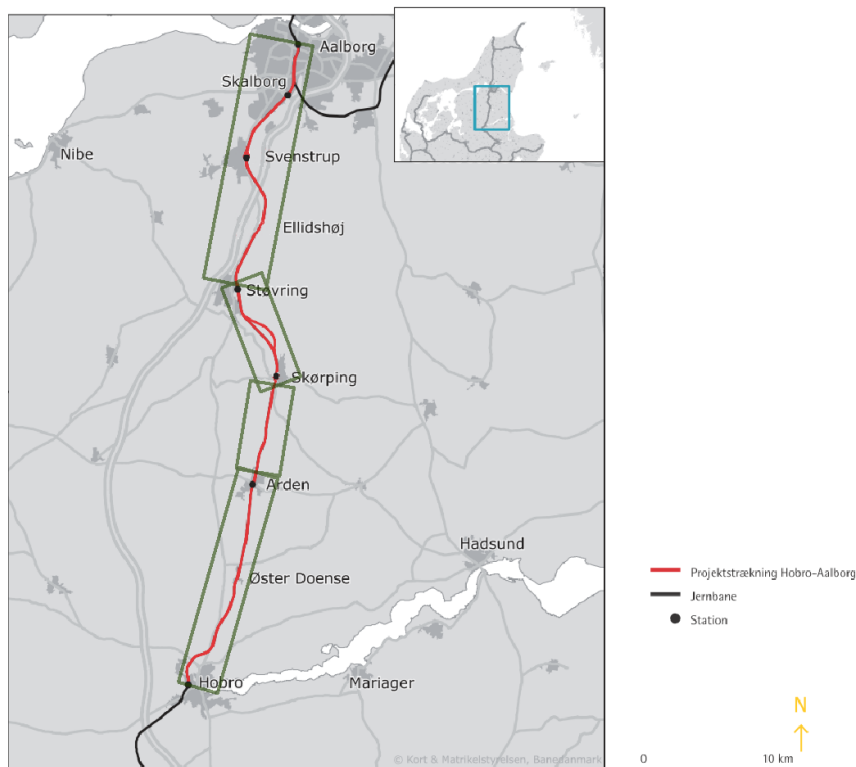 Aalborg
Skalborg
Nibe
Svenstrup
Ellidshøj
Støvring
Skørping
Arden
Hadsund
Øster Doense
Hobro
Mariager
© Kort & Matrikelstyrelsen, Banedanmark
Projektstrækning Hobro-Aalborg
Jernbane
Station
N
0 10 km